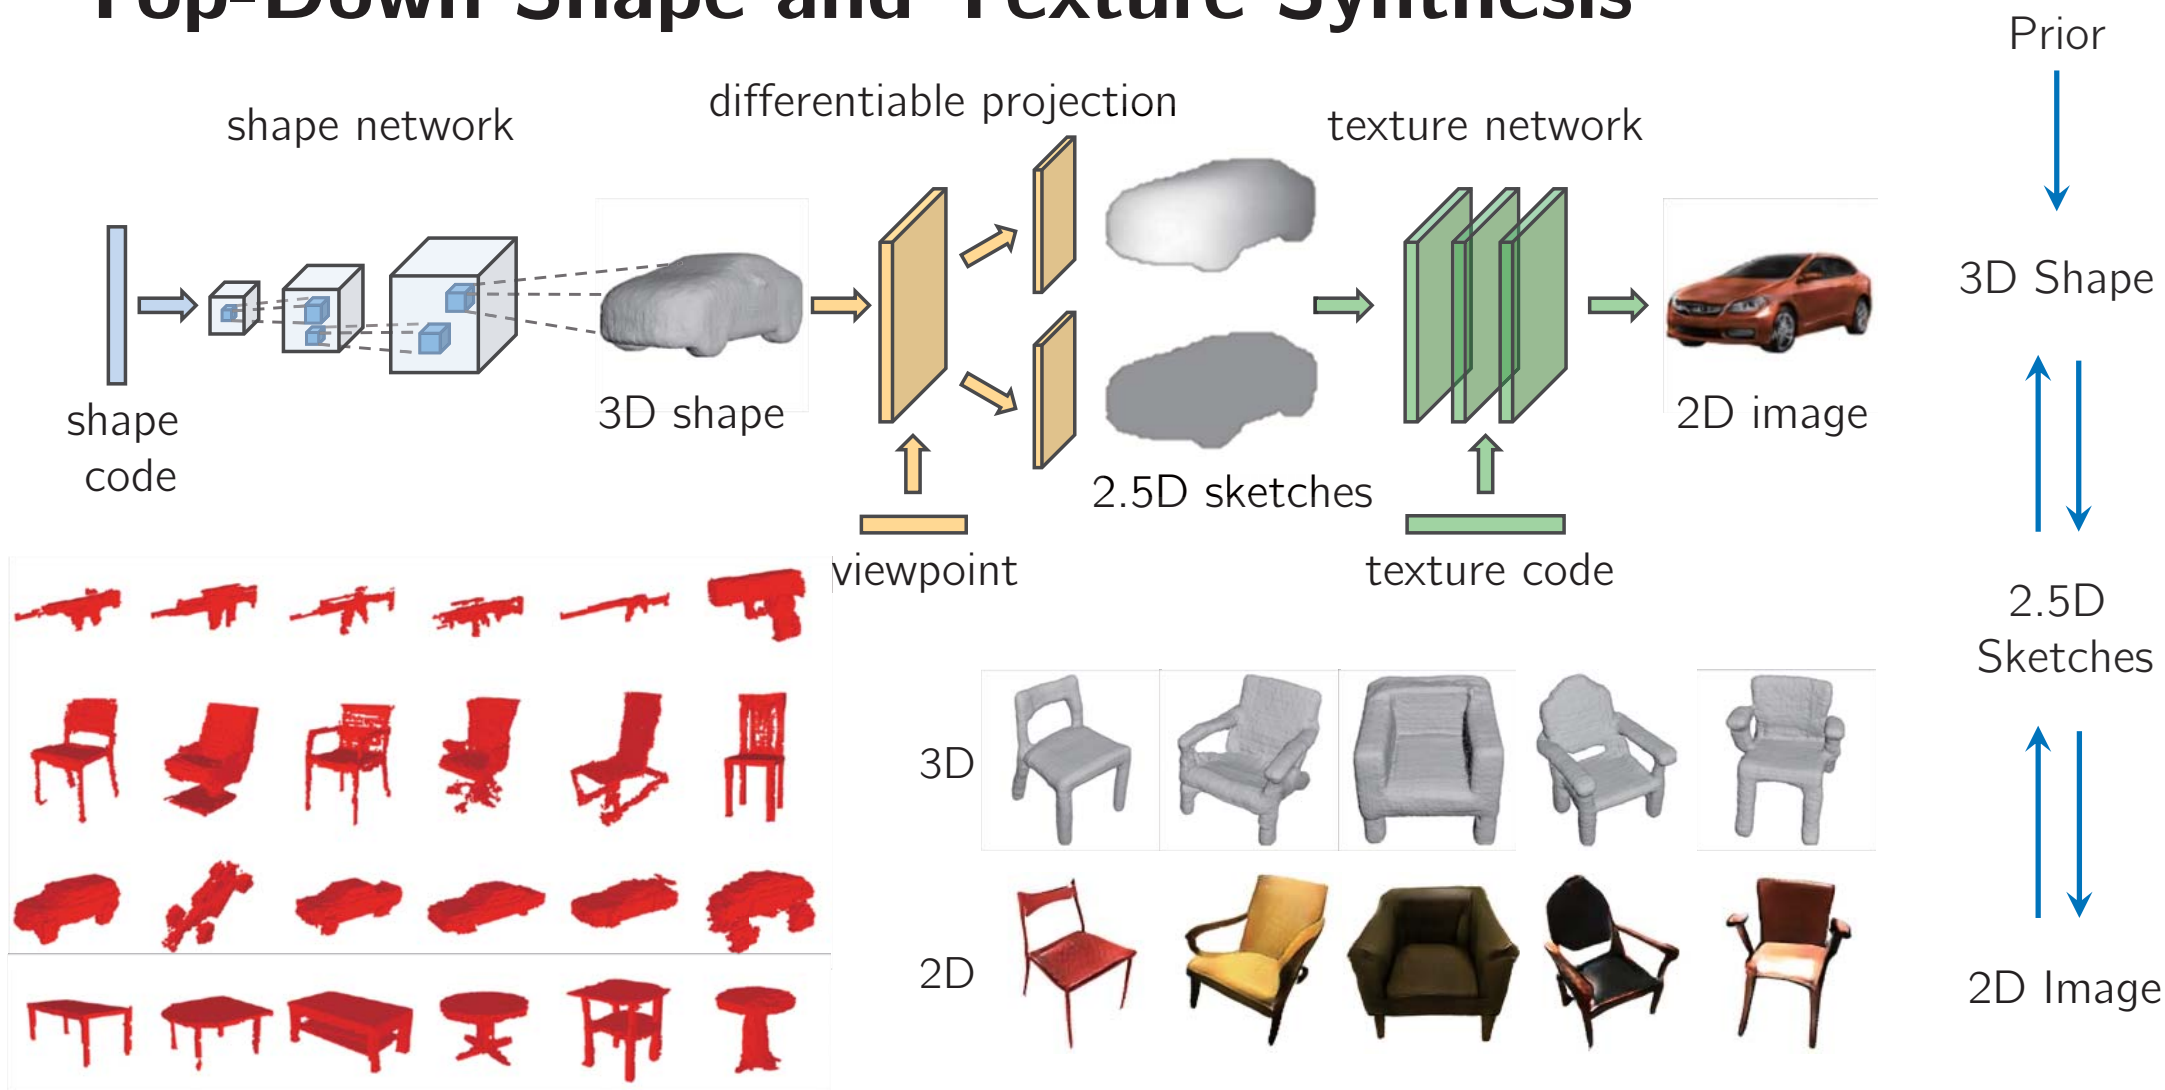 Top-Down Shape and Texture Synthesis
Prior
differentiable projection
shape network
texture network
3D Shape
3D shape
2D image
shape
code
2.5D sketches
viewpoint
texture code
2.5D
Sketches
3D
2D
2D Image